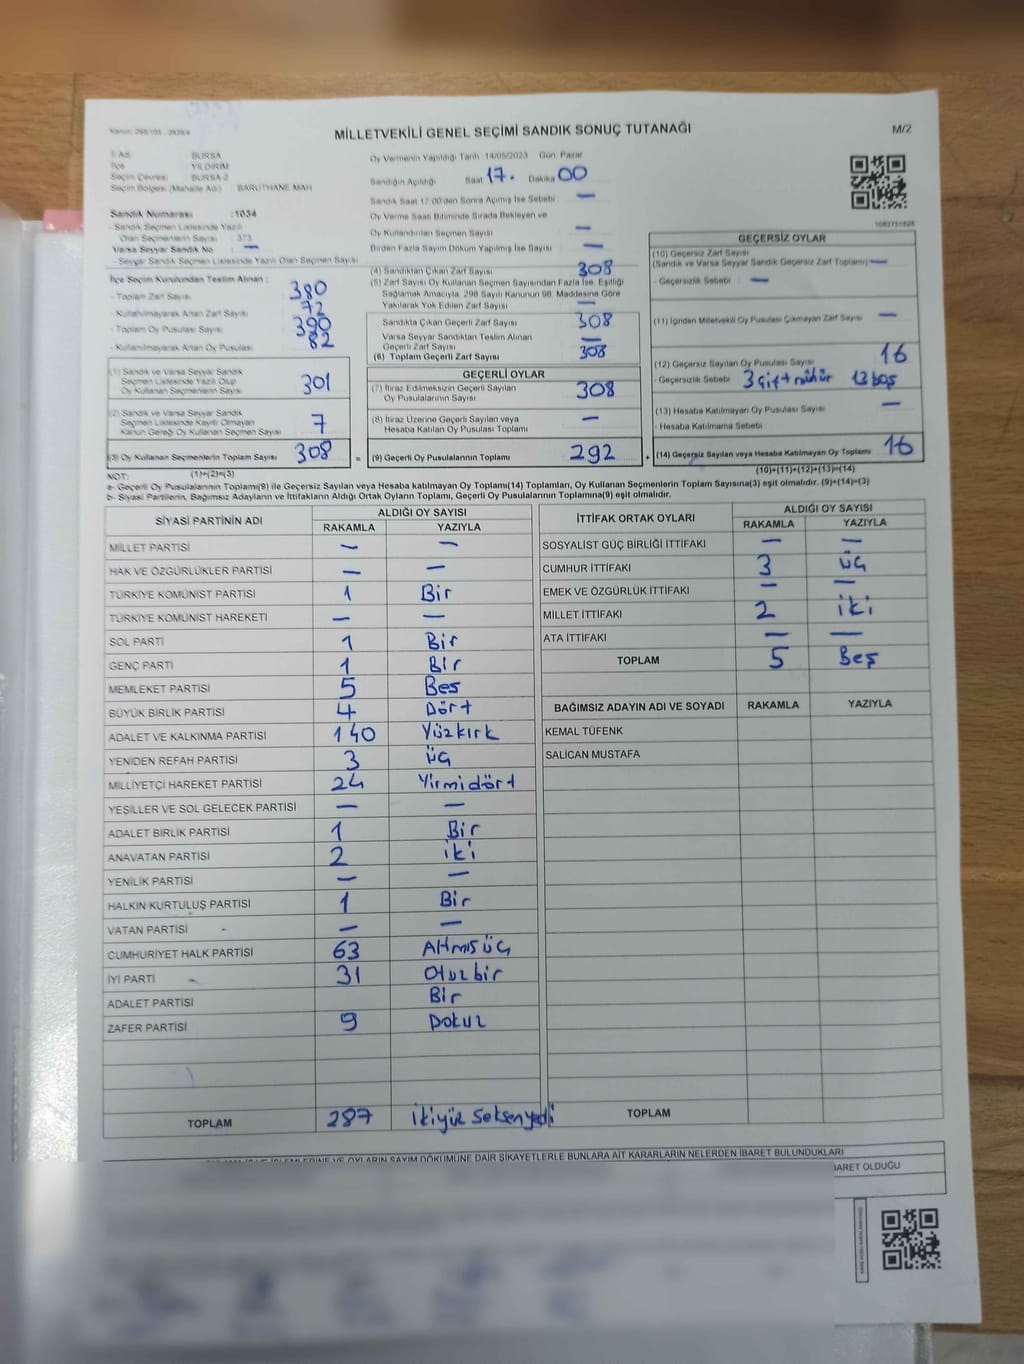 MİLLETVEKİLİ GENEL SEÇİMİ SANDIK SONUÇ TUTANAĞI
M/2
İl Adı : BURSA
İlçe : YILDIRIM
Seçim Çevresi : BURSA-2
Seçim Bölgesi (Mahalle Adı) : BARUTHANE MAH
Sandık Numarası :1034
- Sandık Seçmen Listesinde Yazılı
Olan Seçmenlerin Sayısı : 373
Varsa Seyyar Sandık No : —
- Seyyar Sandık Seçmen Listesinde Yazılı Olan Seçmen Sayısı
İlçe Seçim Kurulundan Teslim Alınan ;
- Toplam Zarf Sayısı 380
- Kullanılmayarak Artan Zarf Sayısı 72
- Toplam Oy Pusulası Sayısı 390
- Kullanılmayarak Artan Oy Pusulası 82
(1) Sandık ve Varsa Seyyar Sandık
Seçmen Listesinde Yazılı Olup
Oy Kullanan Seçmenlerin Sayısı 301
(2) Sandık ve Varsa Seyyar Sandık
Seçmen Listesinde Kayıtlı Olmayan
Kanun Gereği Oy Kullanan Seçmen Sayısı 7
(3) Oy Kullanan Seçmenlerin Toplam Sayısı 308 =
(1)+(2)=(3)
Oy Vermenin Yapıldığı Tarih 14/05/2023 Gün: Pazar
Sandığın Açıldığı Saat 17. Dakika 00
Sandık Saat 17:00'den Sonra Açılmış İse Sebebi —
Oy Verme Saati Bitiminde Sırada Bekleyen ve
Oy Kullandırılan Seçmen Sayısı —
Birden Fazla Sayım Döküm Yapılmış İse Sayısı —
(4) Sandıktan Çıkan Zarf Sayısı 308
(5) Zarf Sayısı Oy Kullanan Seçmen Sayısından Fazla İse, Eşitliği
Sağlamak Amacıyla, 298 Sayılı Kanunun 98. Maddesine Göre
Yakılarak Yok Edilen Zarf Sayısı —
Sandıkta Çıkan Geçerli Zarf Sayısı 308
Varsa Seyyar Sandıktan Teslim Alınan
Geçerli Zarf Sayısı —
(6) Toplam Geçerli Zarf Sayısı 308
GEÇERLİ OYLAR
(7) İtiraz Edilmeksizin Geçerli Sayılan
Oy Pusulasının Sayısı 308
(8) İtiraz Üzerine Geçerli Sayılan veya
Hesaba Katılan Oy Pusulası Toplamı —
(9) Geçerli Oy Pusulalarının Toplamı 292 +
GEÇERSİZ OYLAR
(10) Geçersiz Zarf Sayısı
(Sandık ve Varsa Seyyar Sandık Geçersiz Zarf Toplamı) —
- Geçersizlik Sebebi : —
(11) İçinden Milletvekili Oy Pusulası Çıkmayan Zarf Sayısı —
(12) Geçersiz Sayılan Oy Pusulası Sayısı 16
- Geçersizlik Sebebi : 3 çift mühür 13 boş
(13) Hesaba Katılmayan Oy Pusulası Sayısı —
- Hesaba Katılmama Sebebi :
(14) Geçersiz Sayılan veya Hesaba Katılmayan Oy Toplamı 16
(10)+(11)+(12)+(13)=(14)
NOT:
a- Geçerli Oy Pusulalarının Toplamı(9) ile Geçersiz Sayılan veya Hesaba katılmayan Oy Toplamı(14) Toplamları, Oy Kullanan Seçmenlerin Toplam Sayısına(3) eşit olmalıdır. (9)+(14)=(3)
b- Siyasi Partilerin, Bağımsız Adayların ve İttifakların Aldığı Ortak Oyların Toplamı, Geçerli Oy Pusulalarının Toplamına(9) eşit olmalıdır.
SİYASİ PARTİNİN ADI ALDIĞI OY SAYISI
RAKAMLA YAZIYLA
MİLLET PARTİSİ — —
HAK VE ÖZGÜRLÜKLER PARTİSİ — —
TÜRKİYE KOMÜNİST PARTİSİ 1 Bir
TÜRKİYE KOMÜNİST HAREKETİ — —
SOL PARTİ 1 Bir
GENÇ PARTİ 1 Bir
MEMLEKET PARTİSİ 5 Bes
BÜYÜK BİRLİK PARTİSİ 4 Dört
ADALET VE KALKINMA PARTİSİ 140 Yüzkırk
YENİDEN REFAH PARTİSİ 3 üç
MİLLİYETÇİ HAREKET PARTİSİ 24 Yirmidört
YEŞİLLER VE SOL GELECEK PARTİSİ — —
ADALET BİRLİK PARTİSİ 1 Bir
ANAVATAN PARTİSİ 2 iki
YENİLİK PARTİSİ — —
HALKIN KURTULUŞ PARTİSİ 1 Bir
VATAN PARTİSİ — —
CUMHURİYET HALK PARTİSİ 63 Altmısüç
İYİ PARTİ 31 Otuzbir
ADALET PARTİSİ Bir
ZAFER PARTİSİ 9 Dokuz
TOPLAM 287 ikiyüz seksenyedi
İTTİFAK ORTAK OYLARI ALDIĞI OY SAYISI
RAKAMLA YAZIYLA
SOSYALİST GÜÇ BİRLİĞİ İTTİFAKI — —
CUMHUR İTTİFAKI 3 üç
EMEK VE ÖZGÜRLÜK İTTİFAKI — —
MİLLET İTTİFAKI 2 iki
ATA İTTİFAKI — —
TOPLAM 5 Beş
BAĞIMSIZ ADAYIN ADI VE SOYADI RAKAMLA YAZIYLA
KEMAL TÜFENK
SALİCAN MUSTAFA
TOPLAM
OYLARIN SAYIM DÖKÜMÜNE DAİR ŞİKAYETLERLE BUNLARA AİT KARARLARIN NELERDEN İBARET BULUNDUKLARI
İBARET OLDUĞU